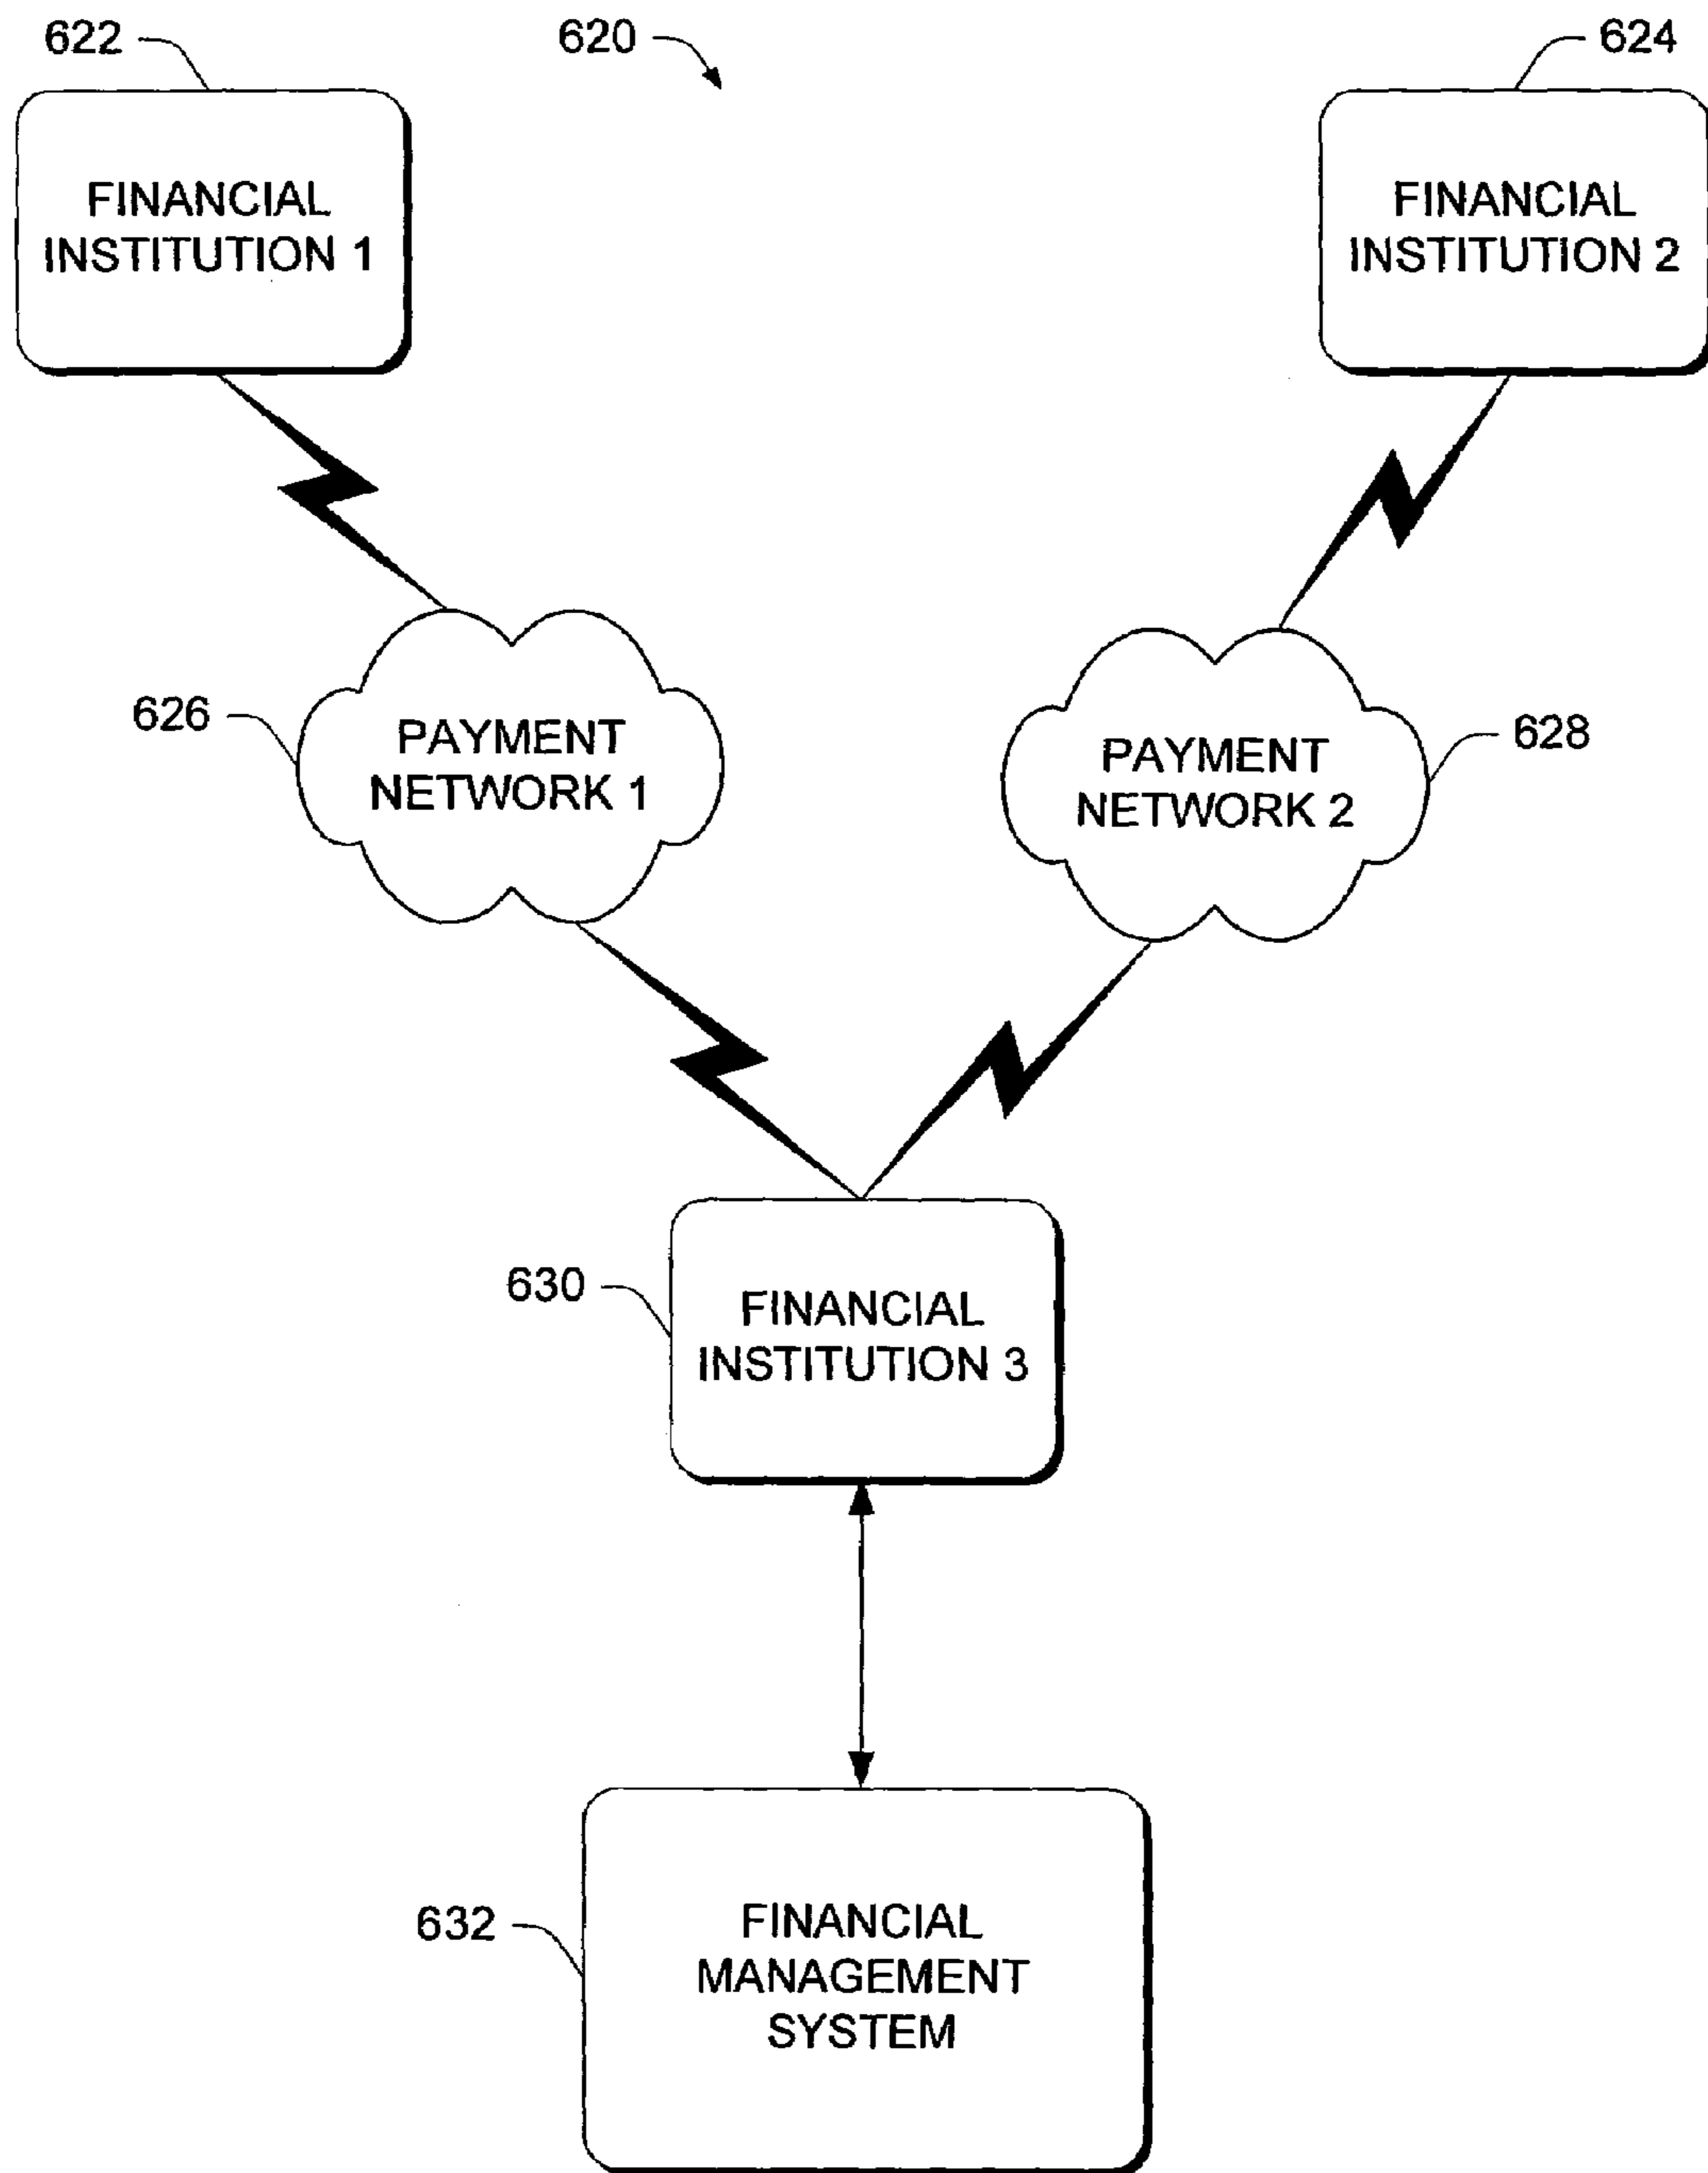 622
620
624
FINANCIAL
INSTITUTION 1
FINANCIAL
INSTITUTION 2
626
PAYMENT
NETWORK 1
PAYMENT
NETWORK 2
628
630
FINANCIAL
INSTITUTION 3
632
FINANCIAL
MANAGEMENT
SYSTEM